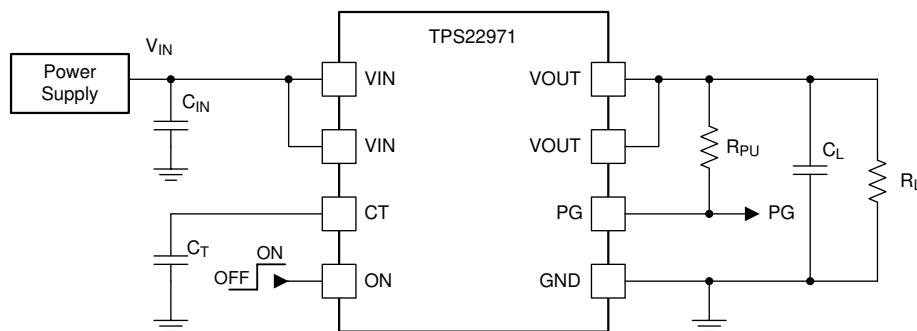 TPS22971
V_IN
Power
Supply
C_IN
VIN
VIN
CT
C_T
ON
OFF
ON
VOUT
VOUT
PG
GND
R_PU
PG
C_L
R_L